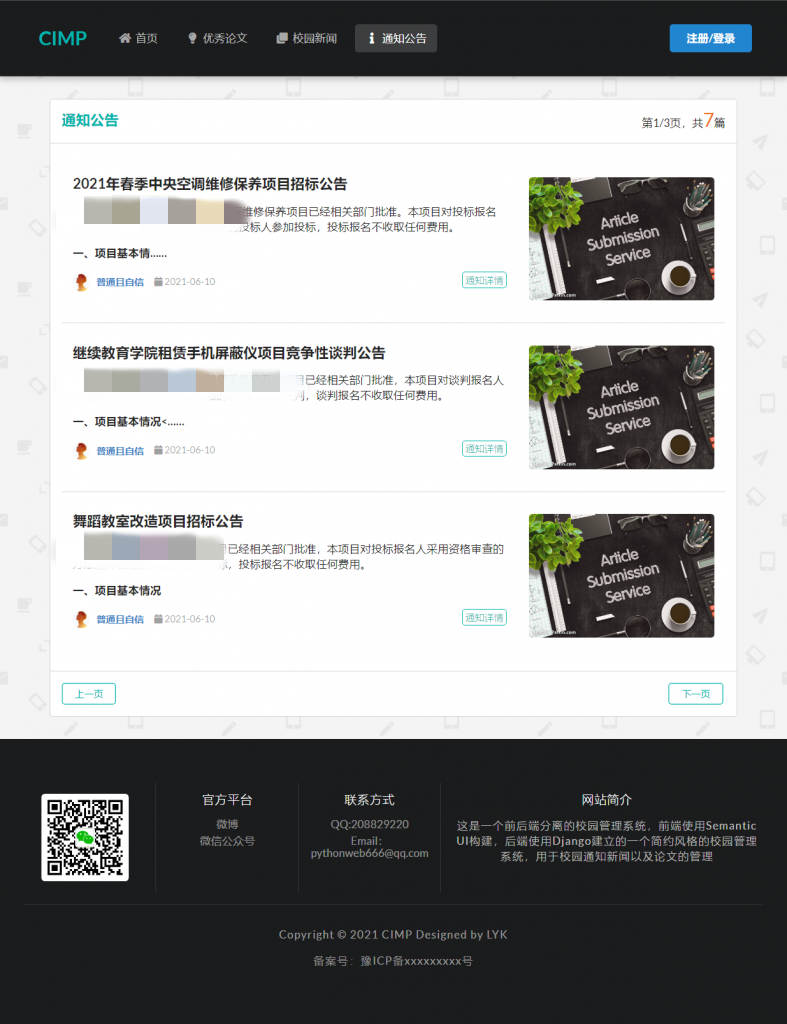 CIMP
首页
优秀论文
校园新闻
通知公告
注册/登录
通知公告
第1/3页，共7篇
2021年春季中央空调维修保养项目招标公告
维修保养项目已经相关部门批准。本项目对投标报名
投标人参加投标，投标报名不收取任何费用。
一、项目基本情......
普通且自信 2021-06-10
通知详情
Article
Submission
Service
继续教育学院租赁手机屏蔽仪项目竞争性谈判公告
目已经相关部门批准，本项目对谈判报名人
，谈判报名不收取任何费用。
一、项目基本情况<......
普通且自信 2021-06-10
通知详情
Article
Submission
Service
舞蹈教室改造项目招标公告
已经相关部门批准，本项目对投标报名人采用资格审查的
，投标报名不收取任何费用。
一、项目基本情况
普通且自信 2021-06-10
通知详情
Article
Submission
Service
上一页
下一页
官方平台
微博
微信公众号
联系方式
QQ:208829220
Email：
pythonweb666@qq.com
网站简介
这是一个前后端分离的校园管理系统，前端使用Semantic
UI构建，后端使用Django建立的一个简约风格的校园管理
系统，用于校园通知新闻以及论文的管理
Copyright © 2021 CIMP Designed by LYK
备案号：豫ICP备xxxxxxxxx号